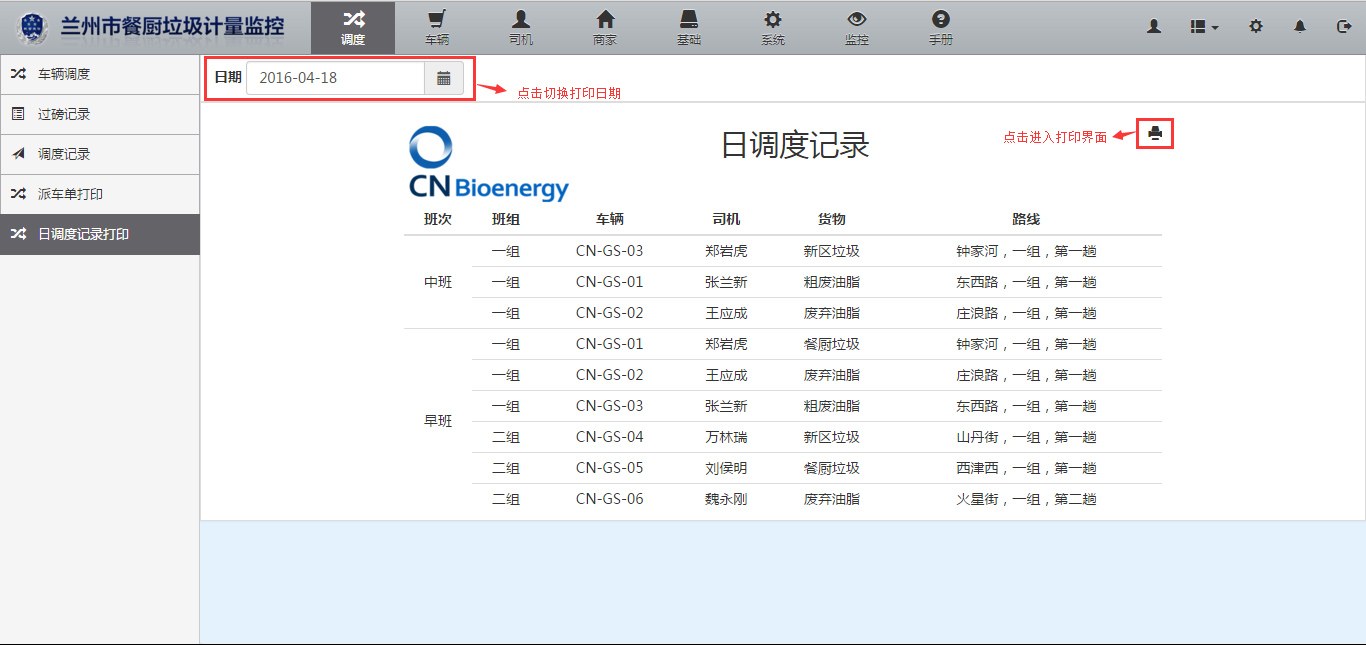 兰州市餐厨垃圾计量监控
调度 车辆 司机 商家 基础 系统 监控 手册
车辆调度
过磅记录
调度记录
派车单打印
日调度记录打印
日期 2016-04-18
点击切换打印日期
CN Bioenergy
日调度记录
点击进入打印界面
班次 班组 车辆 司机 货物 路线
中班
一组 CN-GS-03 郑岩虎 新区垃圾 钟家河，一组，第一趟
一组 CN-GS-01 张兰新 粗废油脂 东西路，一组，第一趟
一组 CN-GS-02 王应成 废弃油脂 庄浪路，一组，第一趟
早班
一组 CN-GS-01 郑岩虎 餐厨垃圾 钟家河，一组，第一趟
一组 CN-GS-02 王应成 废弃油脂 庄浪路，一组，第一趟
一组 CN-GS-03 张兰新 粗废油脂 东西路，一组，第一趟
二组 CN-GS-04 万林瑞 新区垃圾 山丹街，一组，第一趟
二组 CN-GS-05 刘侯明 餐厨垃圾 西津西，一组，第一趟
二组 CN-GS-06 魏永刚 废弃油脂 火星街，一组，第二趟